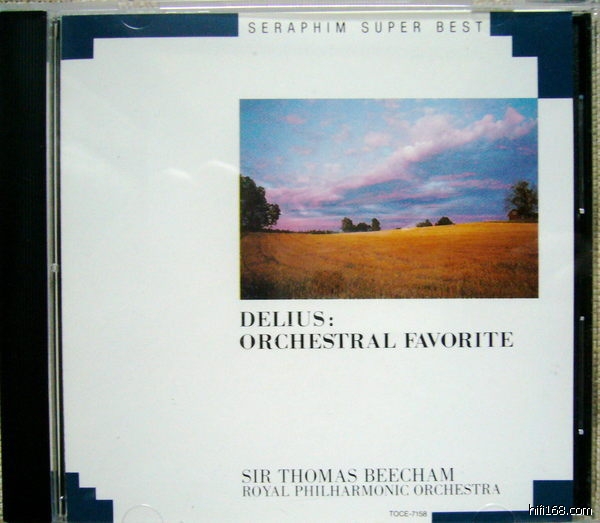 SERAPHIM SUPER BEST
DELIUS:
ORCHESTRAL FAVORITE
SIR THOMAS BEECHAM
ROYAL PHILHARMONIC ORCHESTRA
TOCE-7158
hifi168.com